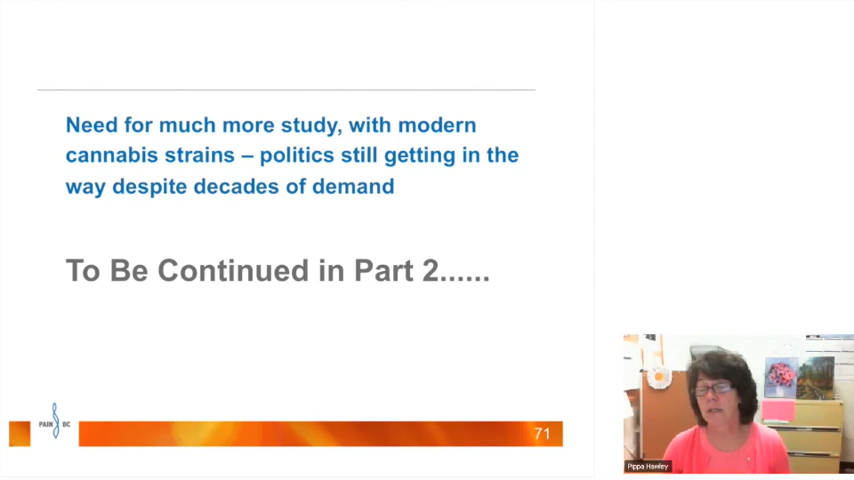 Need for much more study, with modern
cannabis strains – politics still getting in the
way despite decades of demand
To Be Continued in Part 2......
PAIN BC
71
Pippa Hawley